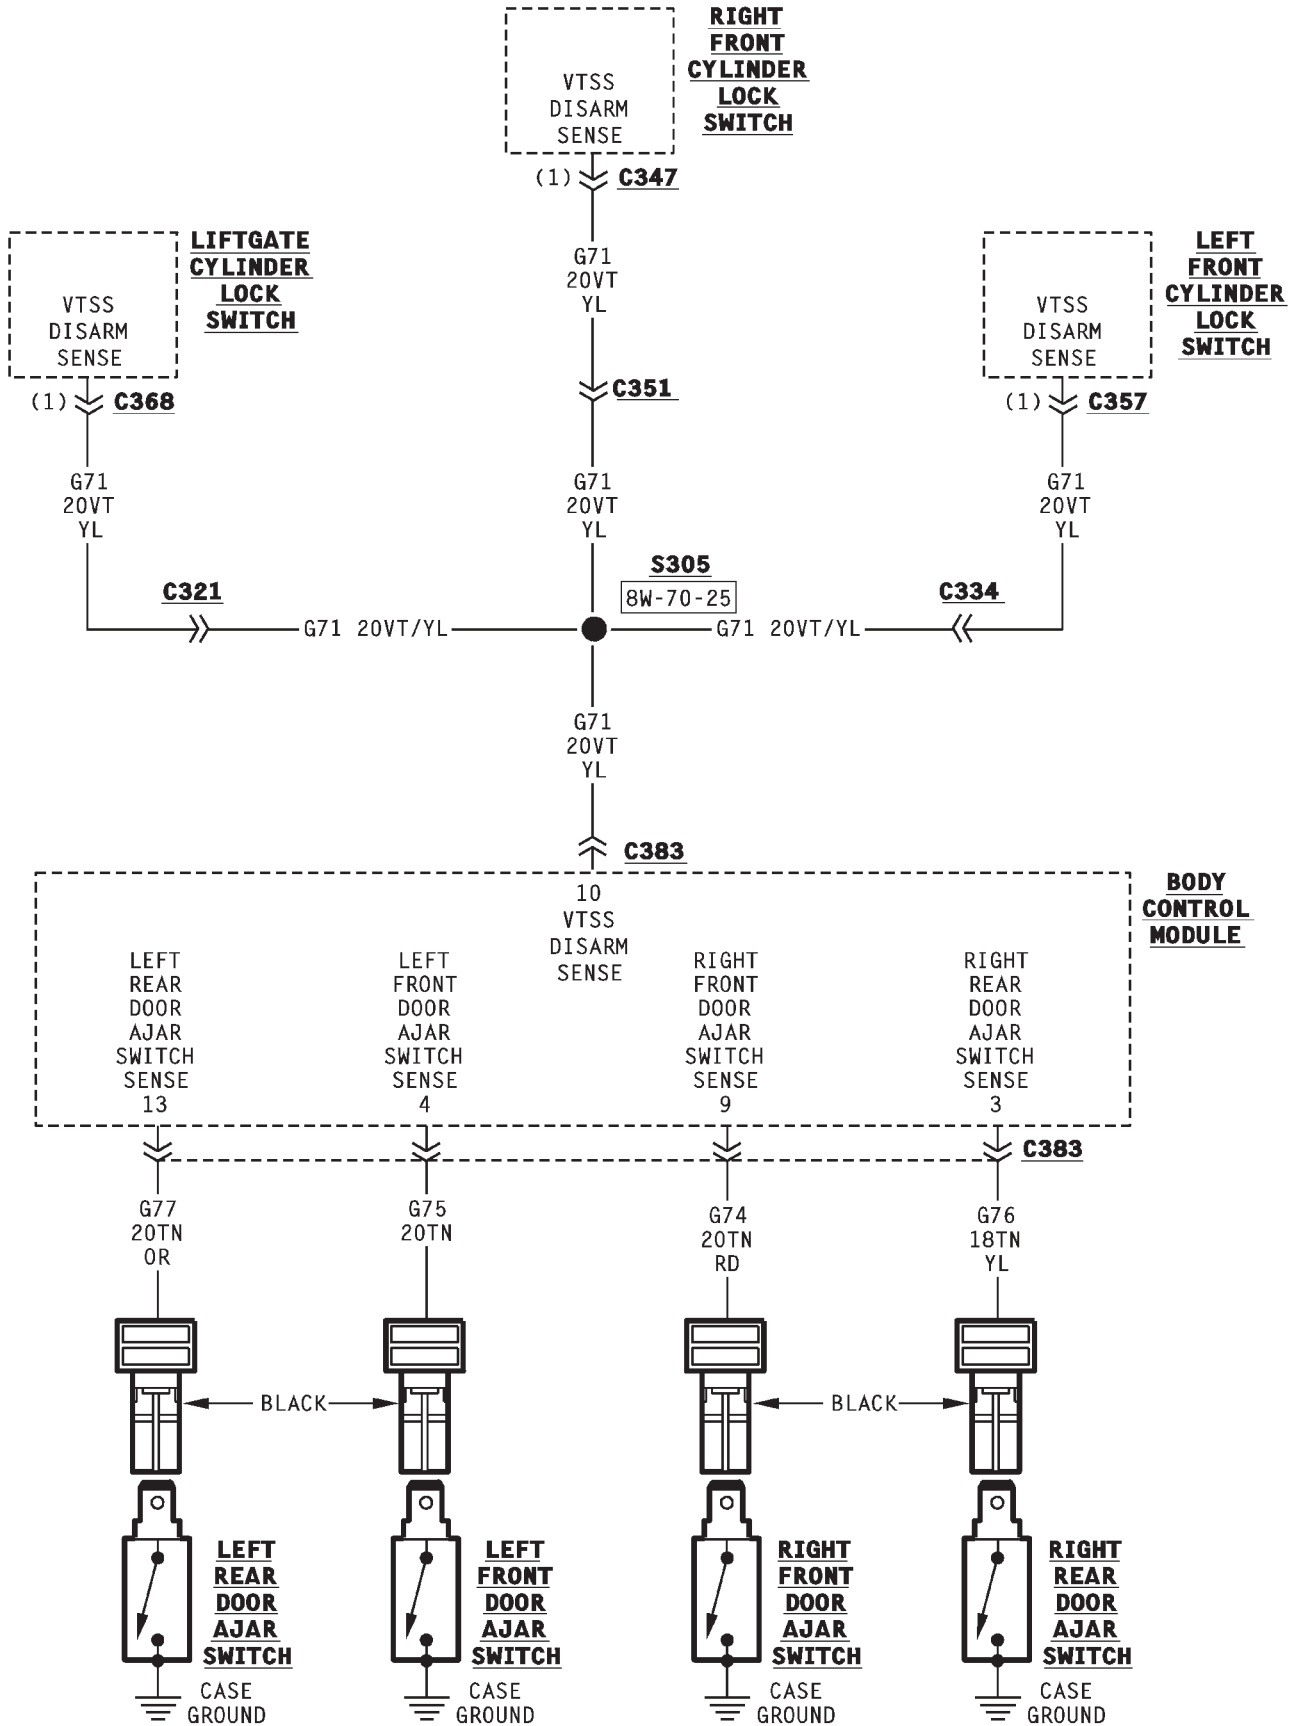 RIGHT
FRONT
CYLINDER
LOCK
SWITCH
VTSS
DISARM
SENSE
(1)
C347
G71
20VT
YL
LIFTGATE
CYLINDER
LOCK
SWITCH
VTSS
DISARM
SENSE
(1)
C368
LEFT
FRONT
CYLINDER
LOCK
SWITCH
VTSS
DISARM
SENSE
(1)
C357
C351
G71
20VT
YL
G71
20VT
YL
G71
20VT
YL
C321
S305
8W-70-25
C334
G71 20VT/YL
G71 20VT/YL
G71
20VT
YL
C383
BODY
CONTROL
MODULE
10
VTSS
DISARM
SENSE
LEFT
REAR
DOOR
AJAR
SWITCH
SENSE
13
LEFT
FRONT
DOOR
AJAR
SWITCH
SENSE
4
RIGHT
FRONT
DOOR
AJAR
SWITCH
SENSE
9
RIGHT
REAR
DOOR
AJAR
SWITCH
SENSE
3
C383
G77
20TN
OR
G75
20TN
G74
20TN
RD
G76
18TN
YL
BLACK
BLACK
LEFT
REAR
DOOR
AJAR
SWITCH
LEFT
FRONT
DOOR
AJAR
SWITCH
RIGHT
FRONT
DOOR
AJAR
SWITCH
RIGHT
REAR
DOOR
AJAR
SWITCH
CASE
GROUND
CASE
GROUND
CASE
GROUND
CASE
GROUND